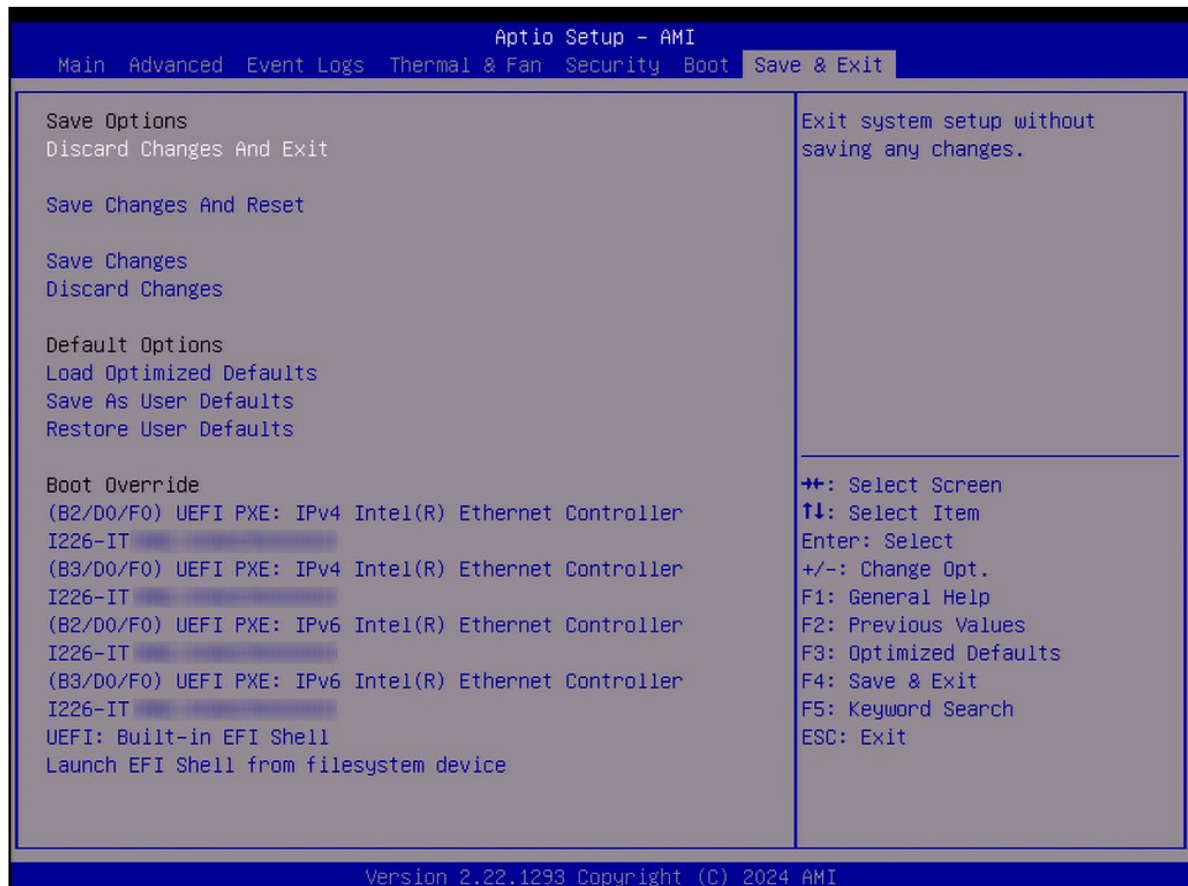 Aptio Setup – AMI
Main Advanced Event Logs Thermal & Fan Security Boot Save & Exit
Save Options
Discard Changes And Exit
Save Changes And Reset
Save Changes
Discard Changes
Default Options
Load Optimized Defaults
Save As User Defaults
Restore User Defaults
Boot Override
(B2/D0/F0) UEFI PXE: IPv4 Intel(R) Ethernet Controller
I226-IT
(B3/D0/F0) UEFI PXE: IPv4 Intel(R) Ethernet Controller
I226-IT
(B2/D0/F0) UEFI PXE: IPv6 Intel(R) Ethernet Controller
I226-IT
(B3/D0/F0) UEFI PXE: IPv6 Intel(R) Ethernet Controller
I226-IT
UEFI: Built-in EFI Shell
Launch EFI Shell from filesystem device
Exit system setup without
saving any changes.
→←: Select Screen
↑↓: Select Item
Enter: Select
+/-: Change Opt.
F1: General Help
F2: Previous Values
F3: Optimized Defaults
F4: Save & Exit
F5: Keyword Search
ESC: Exit
Version 2.22.1293 Copyright (C) 2024 AMI